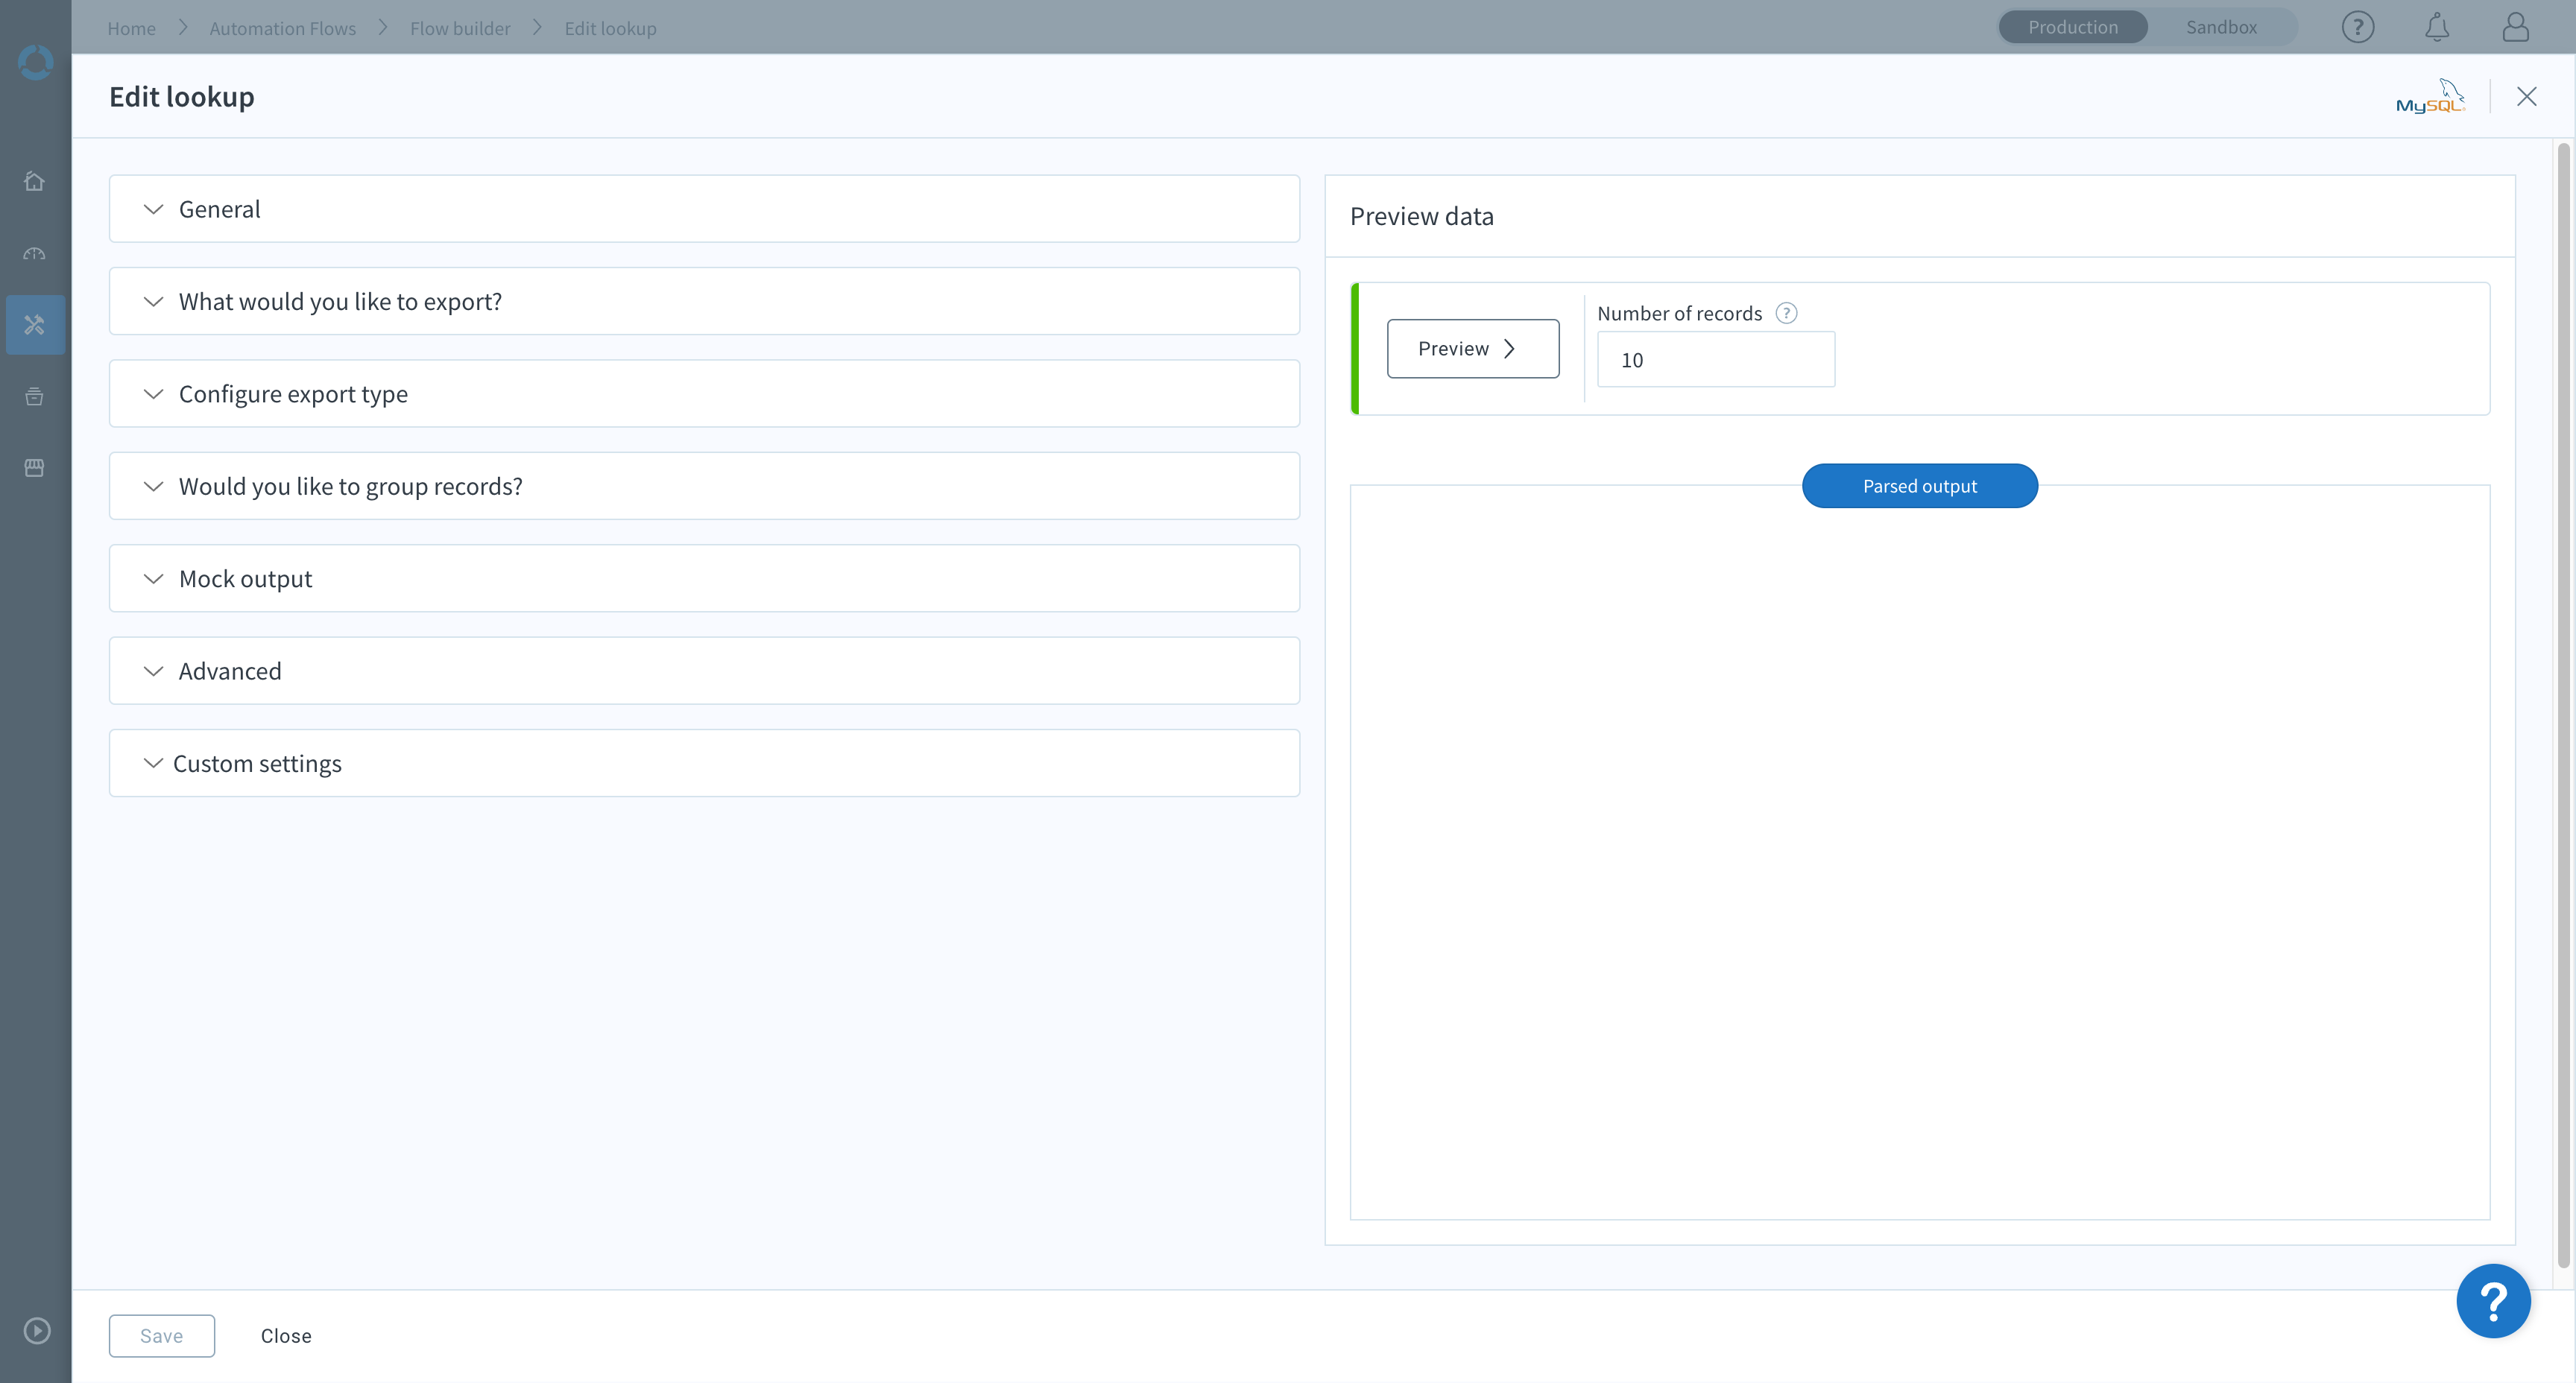 Home > Automation Flows > Flow builder > Edit lookup
Production Sandbox
Edit lookup
MySQL
General
What would you like to export?
Configure export type
Would you like to group records?
Mock output
Advanced
Custom settings
Preview data
Preview >
Number of records ?
10
Parsed output
Save Close
?